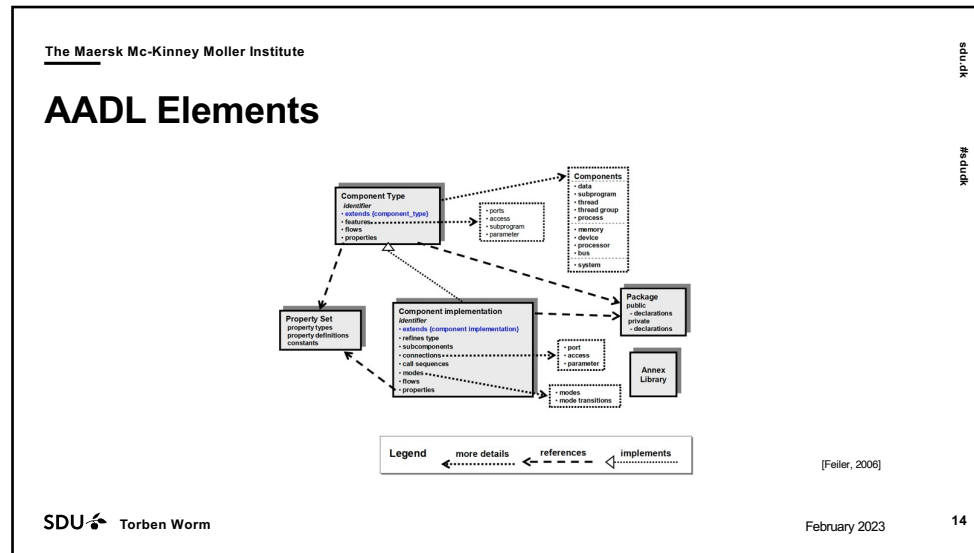 The Maersk Mc-Kinney Moller Institute
sdu.dk
#sdudk
AADL Elements
Component Type
identifier
• extends {component_type}
• features
• flows
• properties
• ports
• access
• subprogram
• parameter
Components
• data
• subprogram
• thread
• thread group
• process
• memory
• device
• processor
• bus
• system
Property Set
property types
property definitions
constants
Component implementation
identifier
• extends {component implementation}
• refines type
• subcomponents
• connections
• call sequences
• modes
• flows
• properties
• port
• access
• parameter
• modes
• mode transitions
Package
public
- declarations
private
- declarations
Annex
Library
Legend
more details
references
implements
[Feiler, 2006]
SDU Torben Worm
February 2023
14